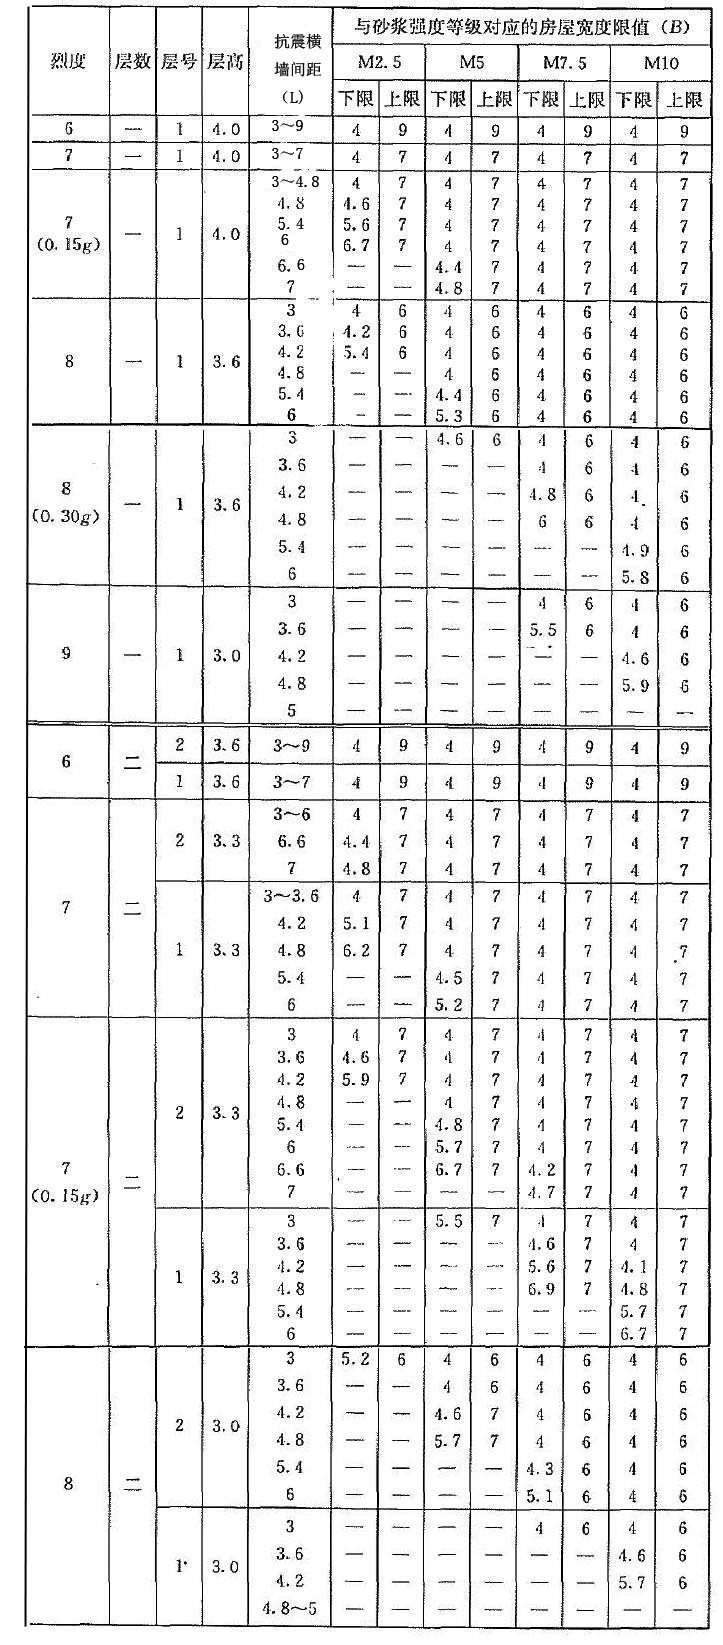 与砂浆强度等级对应的房屋宽度限值（B）
烈度 层数 层号 层高 抗震横墙间距（L） M2.5 M5 M7.5 M10
下限 上限 下限 上限 下限 上限 下限 上限
6 一 1 4.0 3～9 4 9 4 9 4 9 4 9
7 一 1 4.0 3～7 4 7 4 7 4 7 4 7
3～4.8 4 7 4 7 4 7 4 7
4.8 4.6 7 4 7 4 7 4 7
7 (0.15g) 一 1 4.0 5.4 5.6 7 4 7 4 7 4 7
6 6.7 7 4 7 4 7 4 7
6.6 — — 4.4 7 4 7 4 7
7 — — 4.8 7 4 7 4 7
3 4 6 4 6 4 6 4 6
3.6 4.2 6 4 6 4 6 4 6
8 一 1 3.6 4.2 5.4 6 4 6 4 6 4 6
4.8 — — 4 6 4 6 4 6
5.4 — — 4.4 6 4 6 4 6
6 — — 5.3 6 4 6 4 6
3 — — 4.6 6 4 6 4 6
3.6 — — — — 4 6 4 6
8 (0.30g) 一 1 3.6 4.2 — — — — 4.8 6 4 6
4.8 — — — — 6 6 4 6
5.4 — — — — — — 4.9 6
6 — — — — — — 5.8 6
3 — — — — 4 6 4 6
3.6 — — — — 5.5 6 4 6
9 一 1 3.0 4.2 — — — — — — 4.6 6
4.8 — — — — — — 5.9 6
5 — — — — — — — —
6 二 2 3.6 3～9 4 9 4 9 4 9 4 9
1 3.6 3～7 4 9 4 9 4 9 4 9
3～6 4 7 4 7 4 7 4 7
2 3.3 6.6 4.4 7 4 7 4 7 4 7
7 4.8 7 4 7 4 7 4 7
7 二 3～3.6 4 7 4 7 4 7 4 7
4.2 5.1 7 4 7 4 7 4 7
1 3.3 4.8 6.2 7 4 7 4 7 4 7
5.4 — — 4.5 7 4 7 4 7
6 — — 5.2 7 4 7 4 7
3 4 7 4 7 4 7 4 7
3.6 4.6 7 4 7 4 7 4 7
4.2 5.9 7 4 7 4 7 4 7
4.8 — — 4 7 4 7 4 7
2 3.3 5.4 — — 4.8 7 4 7 4 7
6 — — 5.7 7 4 7 4 7
7 (0.15g) 二 6.6 — — 6.7 7 4.2 7 4 7
7 — — — — 4.7 7 4 7
3 — — 5.5 7 4 7 4 7
3.6 — — — — 4.6 7 4 7
4.2 — — — — 5.6 7 4.1 7
1 3.3 4.8 — — — — 6.9 7 4.8 7
5.4 — — — — — — 5.7 7
6 — — — — — — 6.7 7
3 5.2 6 4 6 4 6 4 6
3.6 — — 4 6 4 6 4 6
2 3.0 4.2 — — 4.6 7 4 6 4 6
4.8 — — 5.7 7 4 6 4 6
5.4 — — — — 4.3 6 4 6
8 二 6 — — — — 5.1 6 4 6
3 — — — — 4 6 4 6
3.6 — — — — — — 4.6 6
1 3.0 4.2 — — — — — — 5.7 6
4.8～5 — — — — — — — —